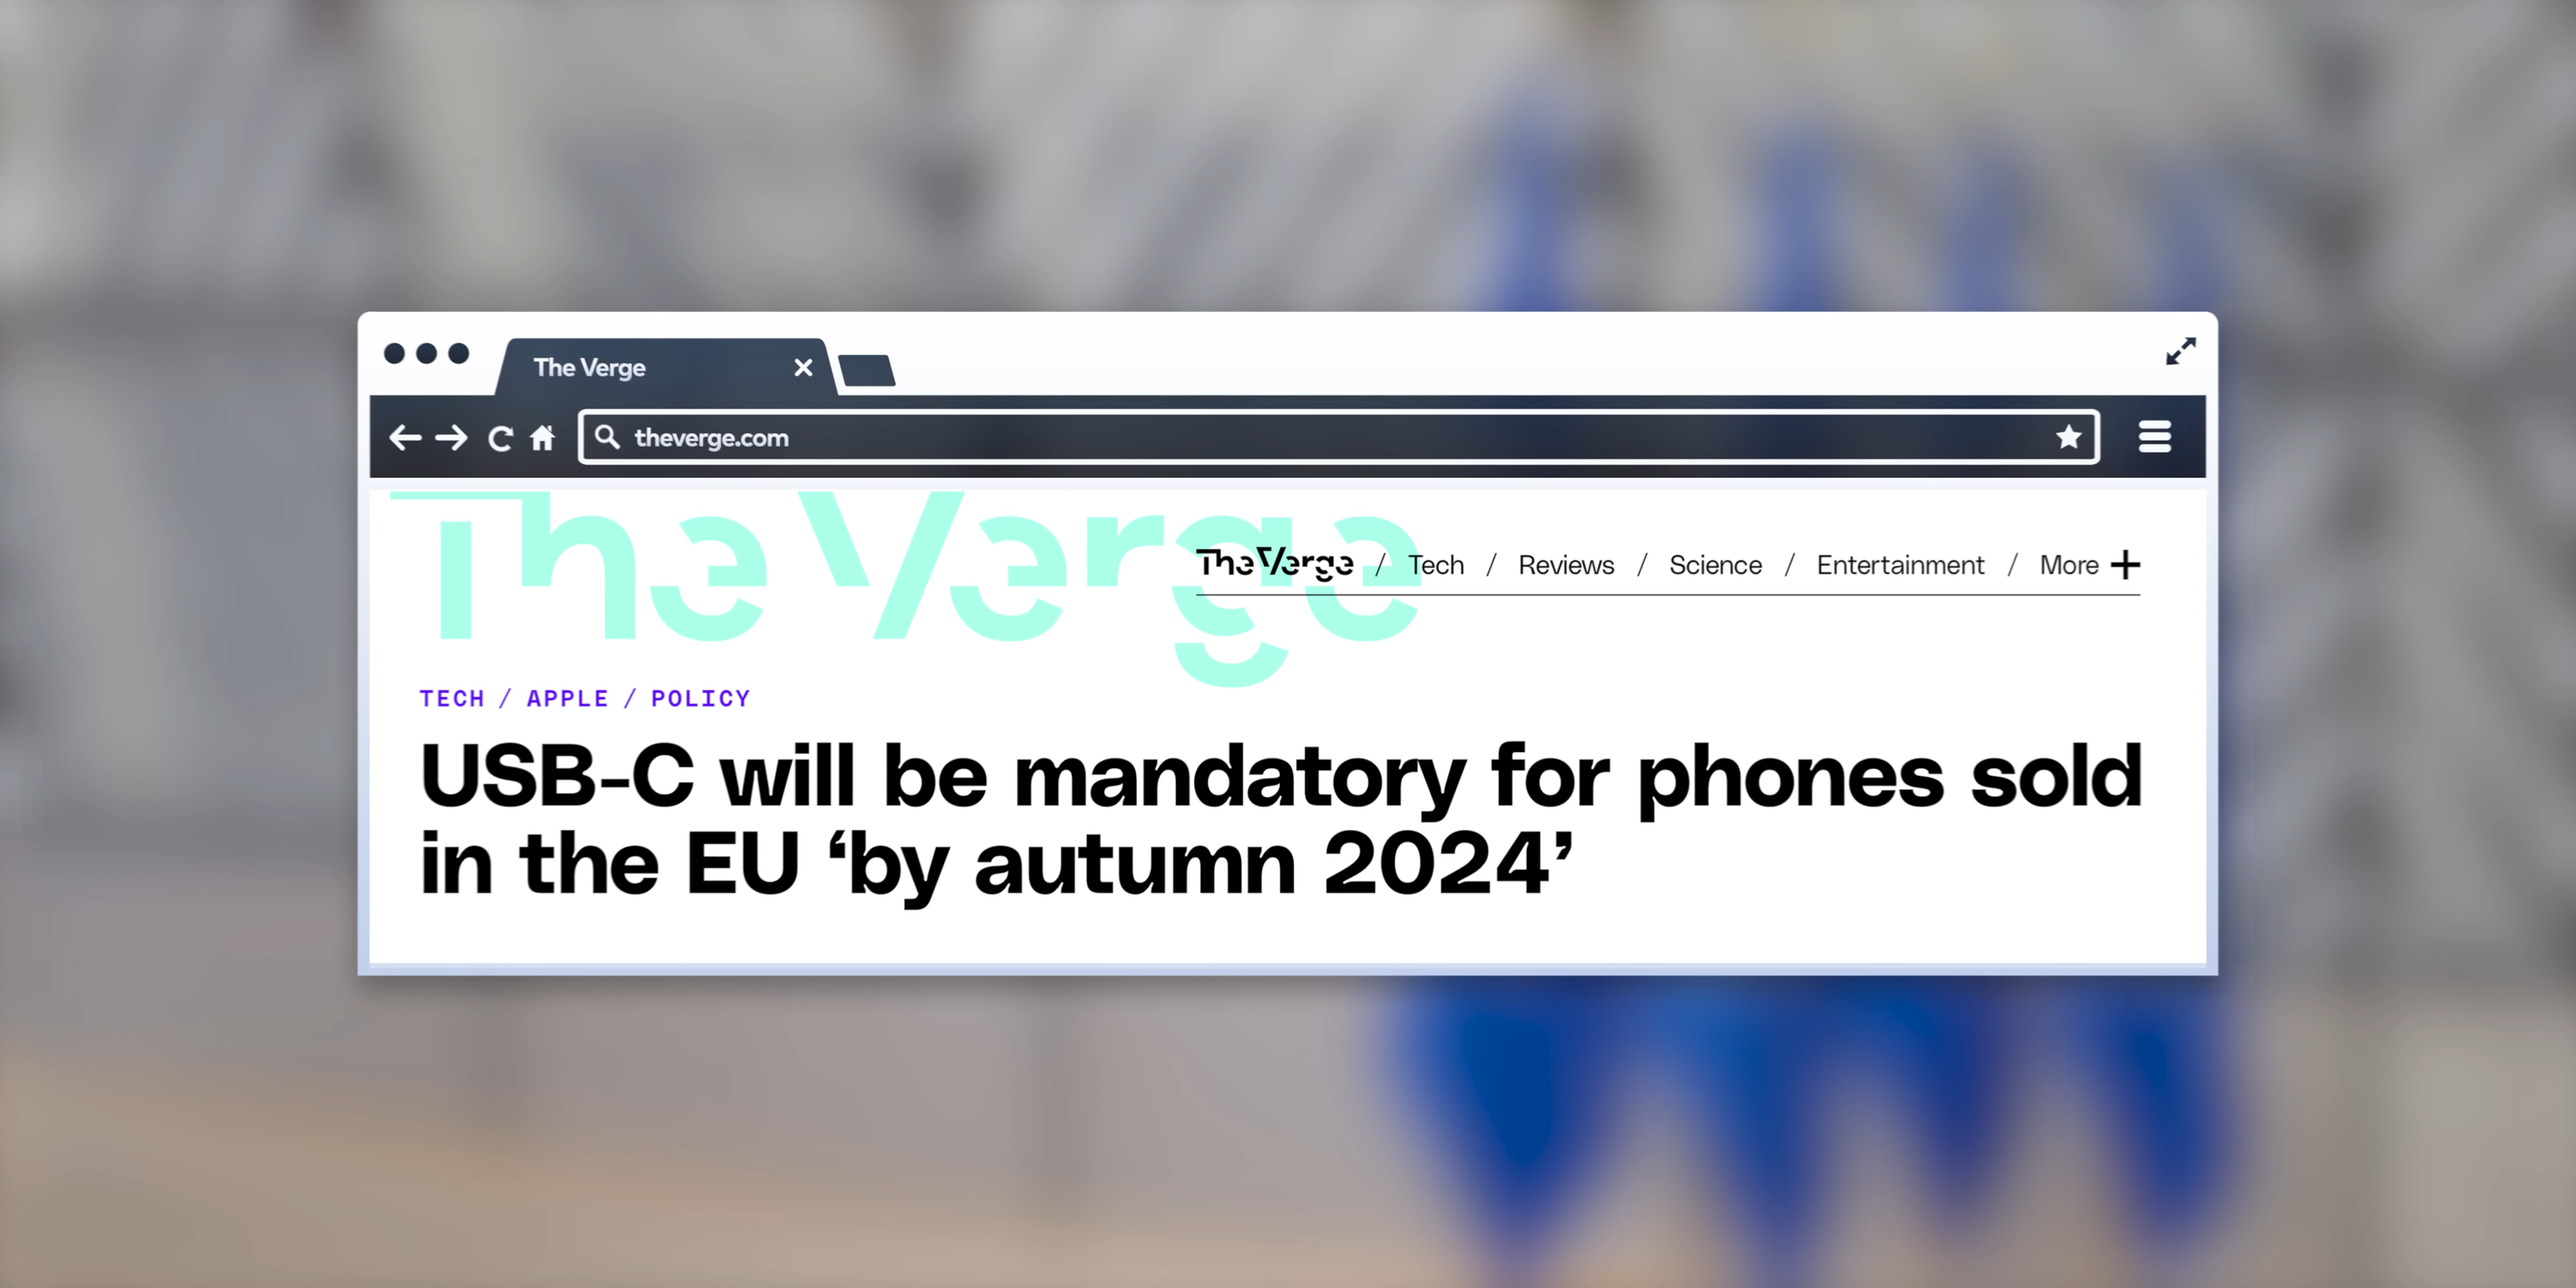 The Verge
theverge.com
The Verge
The Verge / Tech / Reviews / Science / Entertainment / More +
TECH / APPLE / POLICY
USB-C will be mandatory for phones sold
in the EU ‘by autumn 2024’